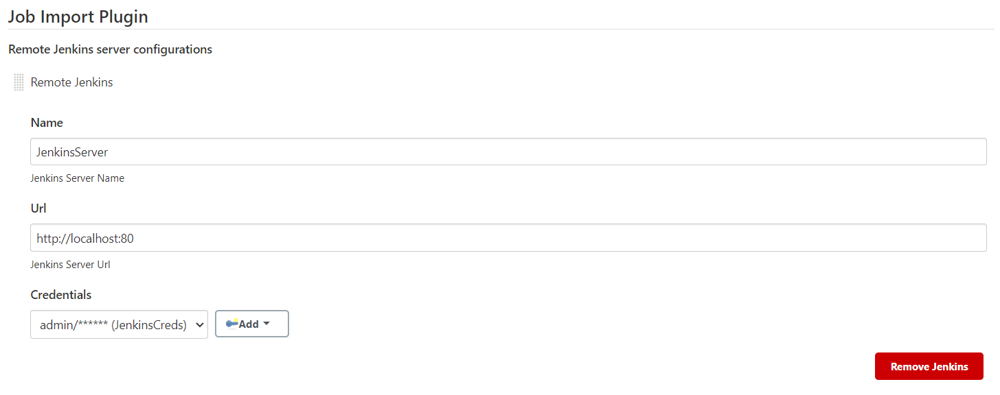 Job Import Plugin
Remote Jenkins server configurations
Remote Jenkins
Name
JenkinsServer
Jenkins Server Name
Url
http://localhost:80
Jenkins Server Url
Credentials
admin/****** (JenkinsCreds) Add
Remove Jenkins